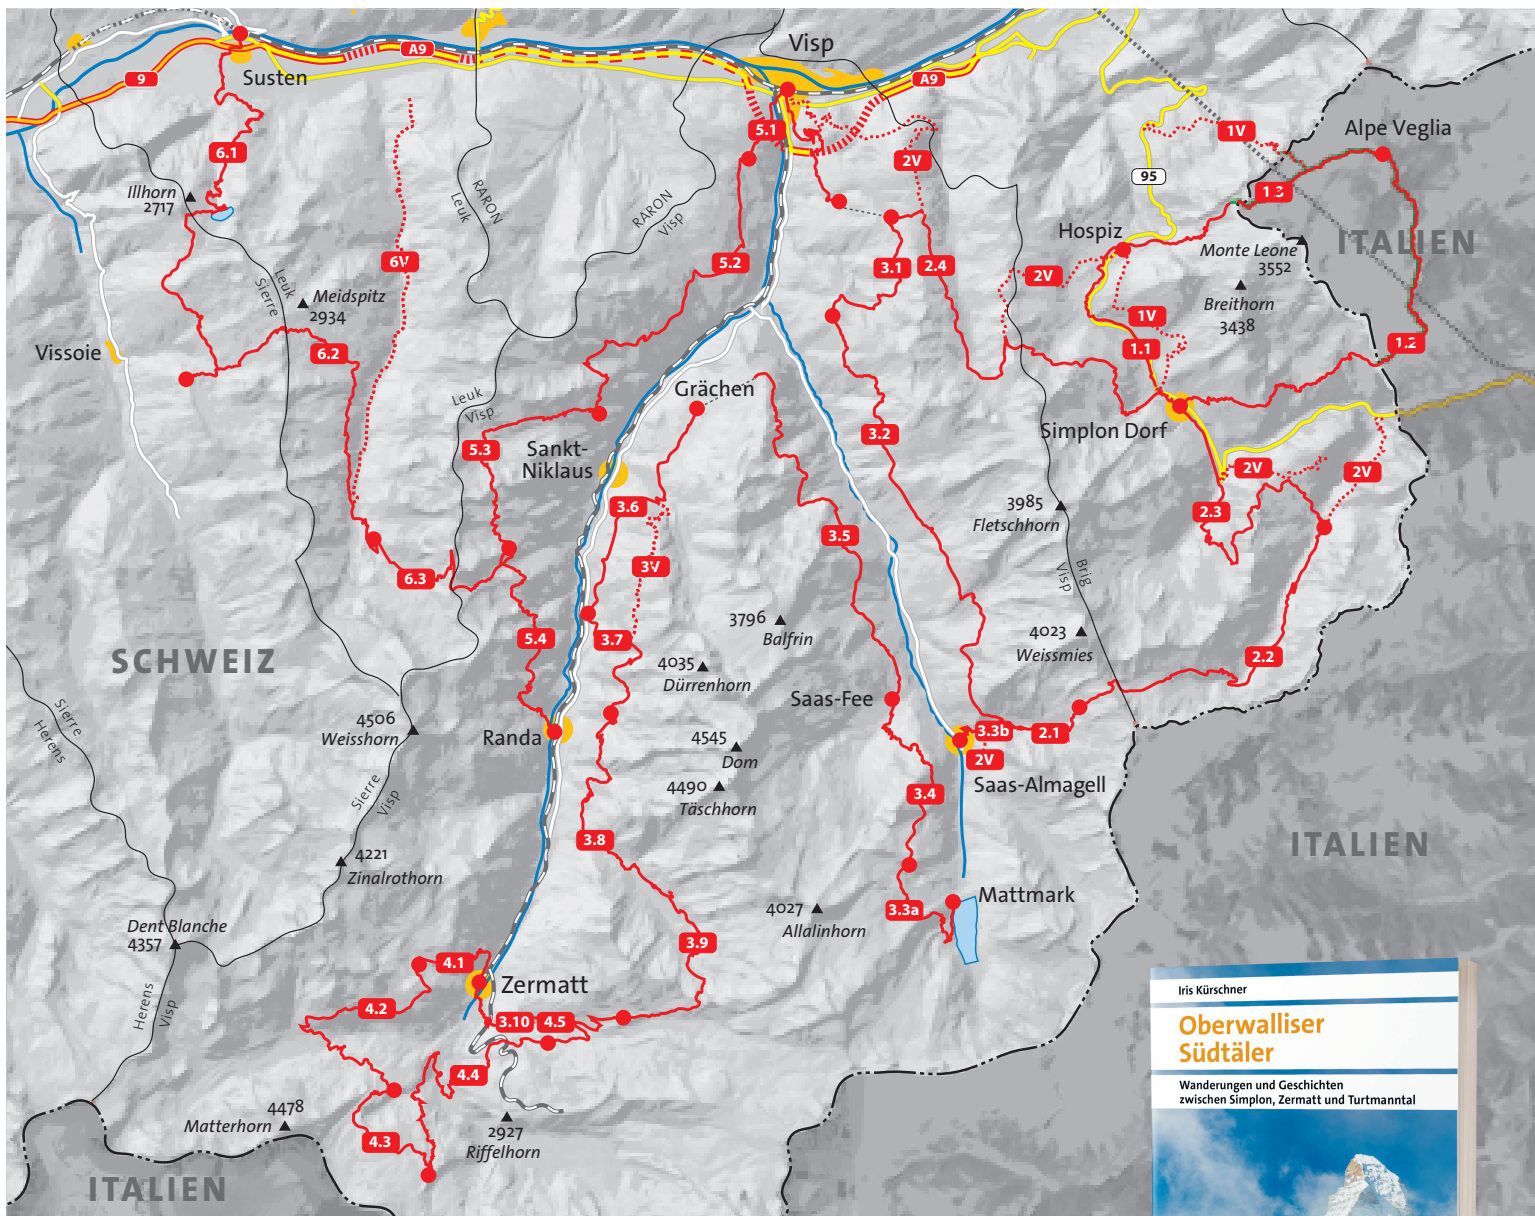 Visp
A9
9
Susten
A9
5.1
1V
Alpe Veglia
6.1
2V
95
Illhorn
2717
RARON
Leuk
RARON
Visp
1.3
Hospiz
ITALIEN
Monte Leone
3552
6V
5.2
3.1
2.4
2V
Leuk
Sierre
Meidspitz
2934
Breithorn
3438
1V
Vissoie
6.2
1.1
1.2
Leuk
Visp
Grächen
5.3
Sankt-
Niklaus
3.2
Simplon Dorf
2V
2V
3985
Fletschhorn
3.6
2.3
3.5
6.3
3V
Brig
Visp
3796
Balfrin
5.4
3.7
4023
Weissmies
SCHWEIZ
4035
Dürrenhorn
2.2
Sierre
Herens
Saas-Fee
4506
Weisshorn
Randa
4545
Dom
3.3b
2.1
2V
Saas-Almagell
4490
Täschhorn
Sierre
Visp
3.4
3.8
ITALIEN
4221
Zinalrothorn
Mattmark
4027
Allalinhorn
3.3a
Dent Blanche
4357
3.9
4.1
Zermatt
Herens
Visp
4.2
3.10
4.5
4.4
Matterhorn
4478
4.3
2927
Riffelhorn
ITALIEN
Iris Kürschner
Oberwalliser
Südtäler
Wanderungen und Geschichten
zwischen Simplon, Zermatt und Turtmanntal